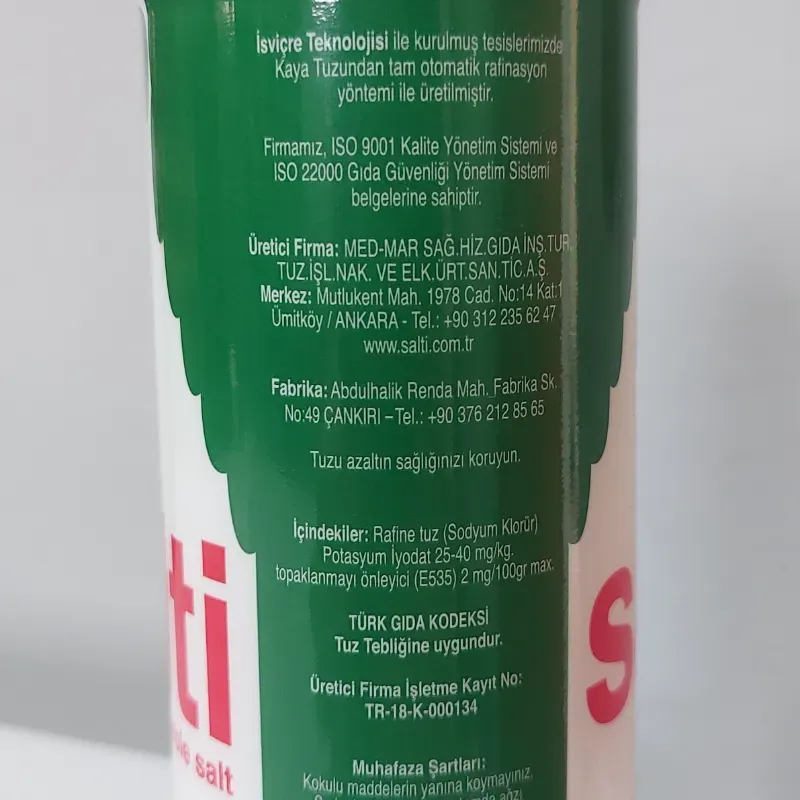 İsviçre Teknolojisi ile kurulmuş tesislerimizde
Kaya Tuzundan tam otomatik rafinasyon
yöntemi ile üretilmiştir.
Firmamız, ISO 9001 Kalite Yönetim Sistemi ve
ISO 22000 Gıda Güvenliği Yönetim Sistemi
belgelerine sahiptir.
Üretici Firma: MED-MAR SAĞ.HİZ.GIDA İNŞ.TUR.
TUZ.İŞL.NAK. VE ELK.ÜRT.SAN.TİC.A.Ş.
Merkez: Mutlukent Mah. 1978 Cad. No:14 Kat:1
Ümitköy / ANKARA - Tel.: +90 312 235 62 47
www.salti.com.tr
Fabrika: Abdulhalik Renda Mah. Fabrika Sk.
No:49 ÇANKIRI – Tel.: +90 376 212 85 65
Tuzu azaltın sağlığınızı koruyun.
İçindekiler: Rafine tuz (Sodyum Klorür)
Potasyum İyodat 25-40 mg/kg.
topaklanmayı önleyici (E535) 2 mg/100gr max.
TÜRK GIDA KODEKSİ
Tuz Tebliğine uygundur.
Üretici Firma İşletme Kayıt No:
TR-18-K-000134
Muhafaza Şartları:
Kokulu maddelerin yanına koymayınız.
ağzı
ti
salt
s